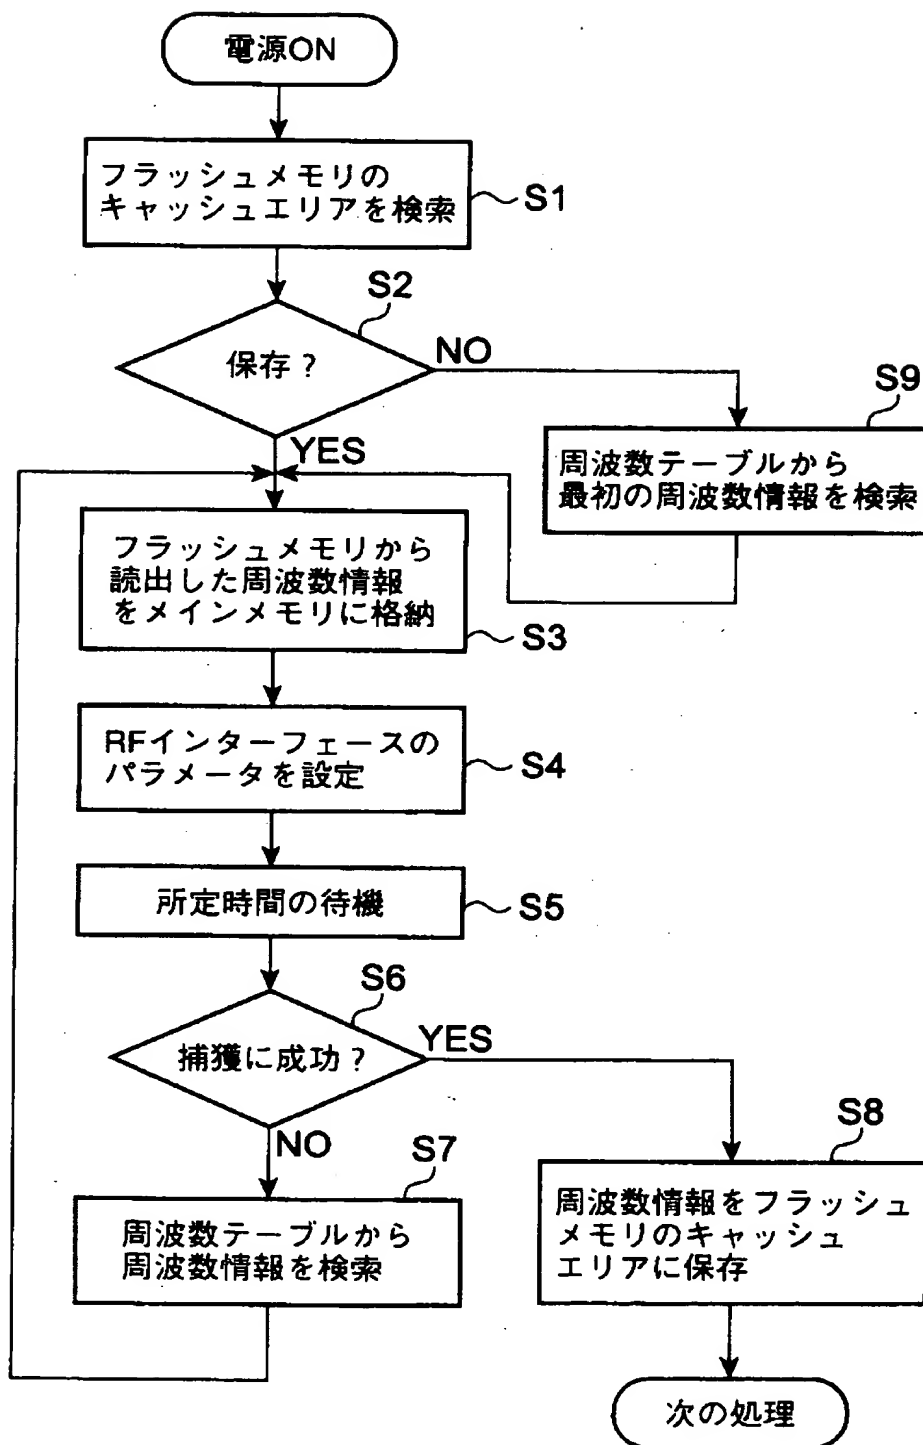 電源ON
フラッシュメモリの
キャッシュエリアを検索
S1
S2
保存？
NO
YES
S9
周波数テーブルから
最初の周波数情報を検索
フラッシュメモリから
読出した周波数情報
をメインメモリに格納
S3
RFインターフェースの
パラメータを設定
S4
所定時間の待機
S5
S6
捕獲に成功？
YES
NO
S7
周波数テーブルから
周波数情報を検索
S8
周波数情報をフラッシュ
メモリのキャッシュ
エリアに保存
次の処理